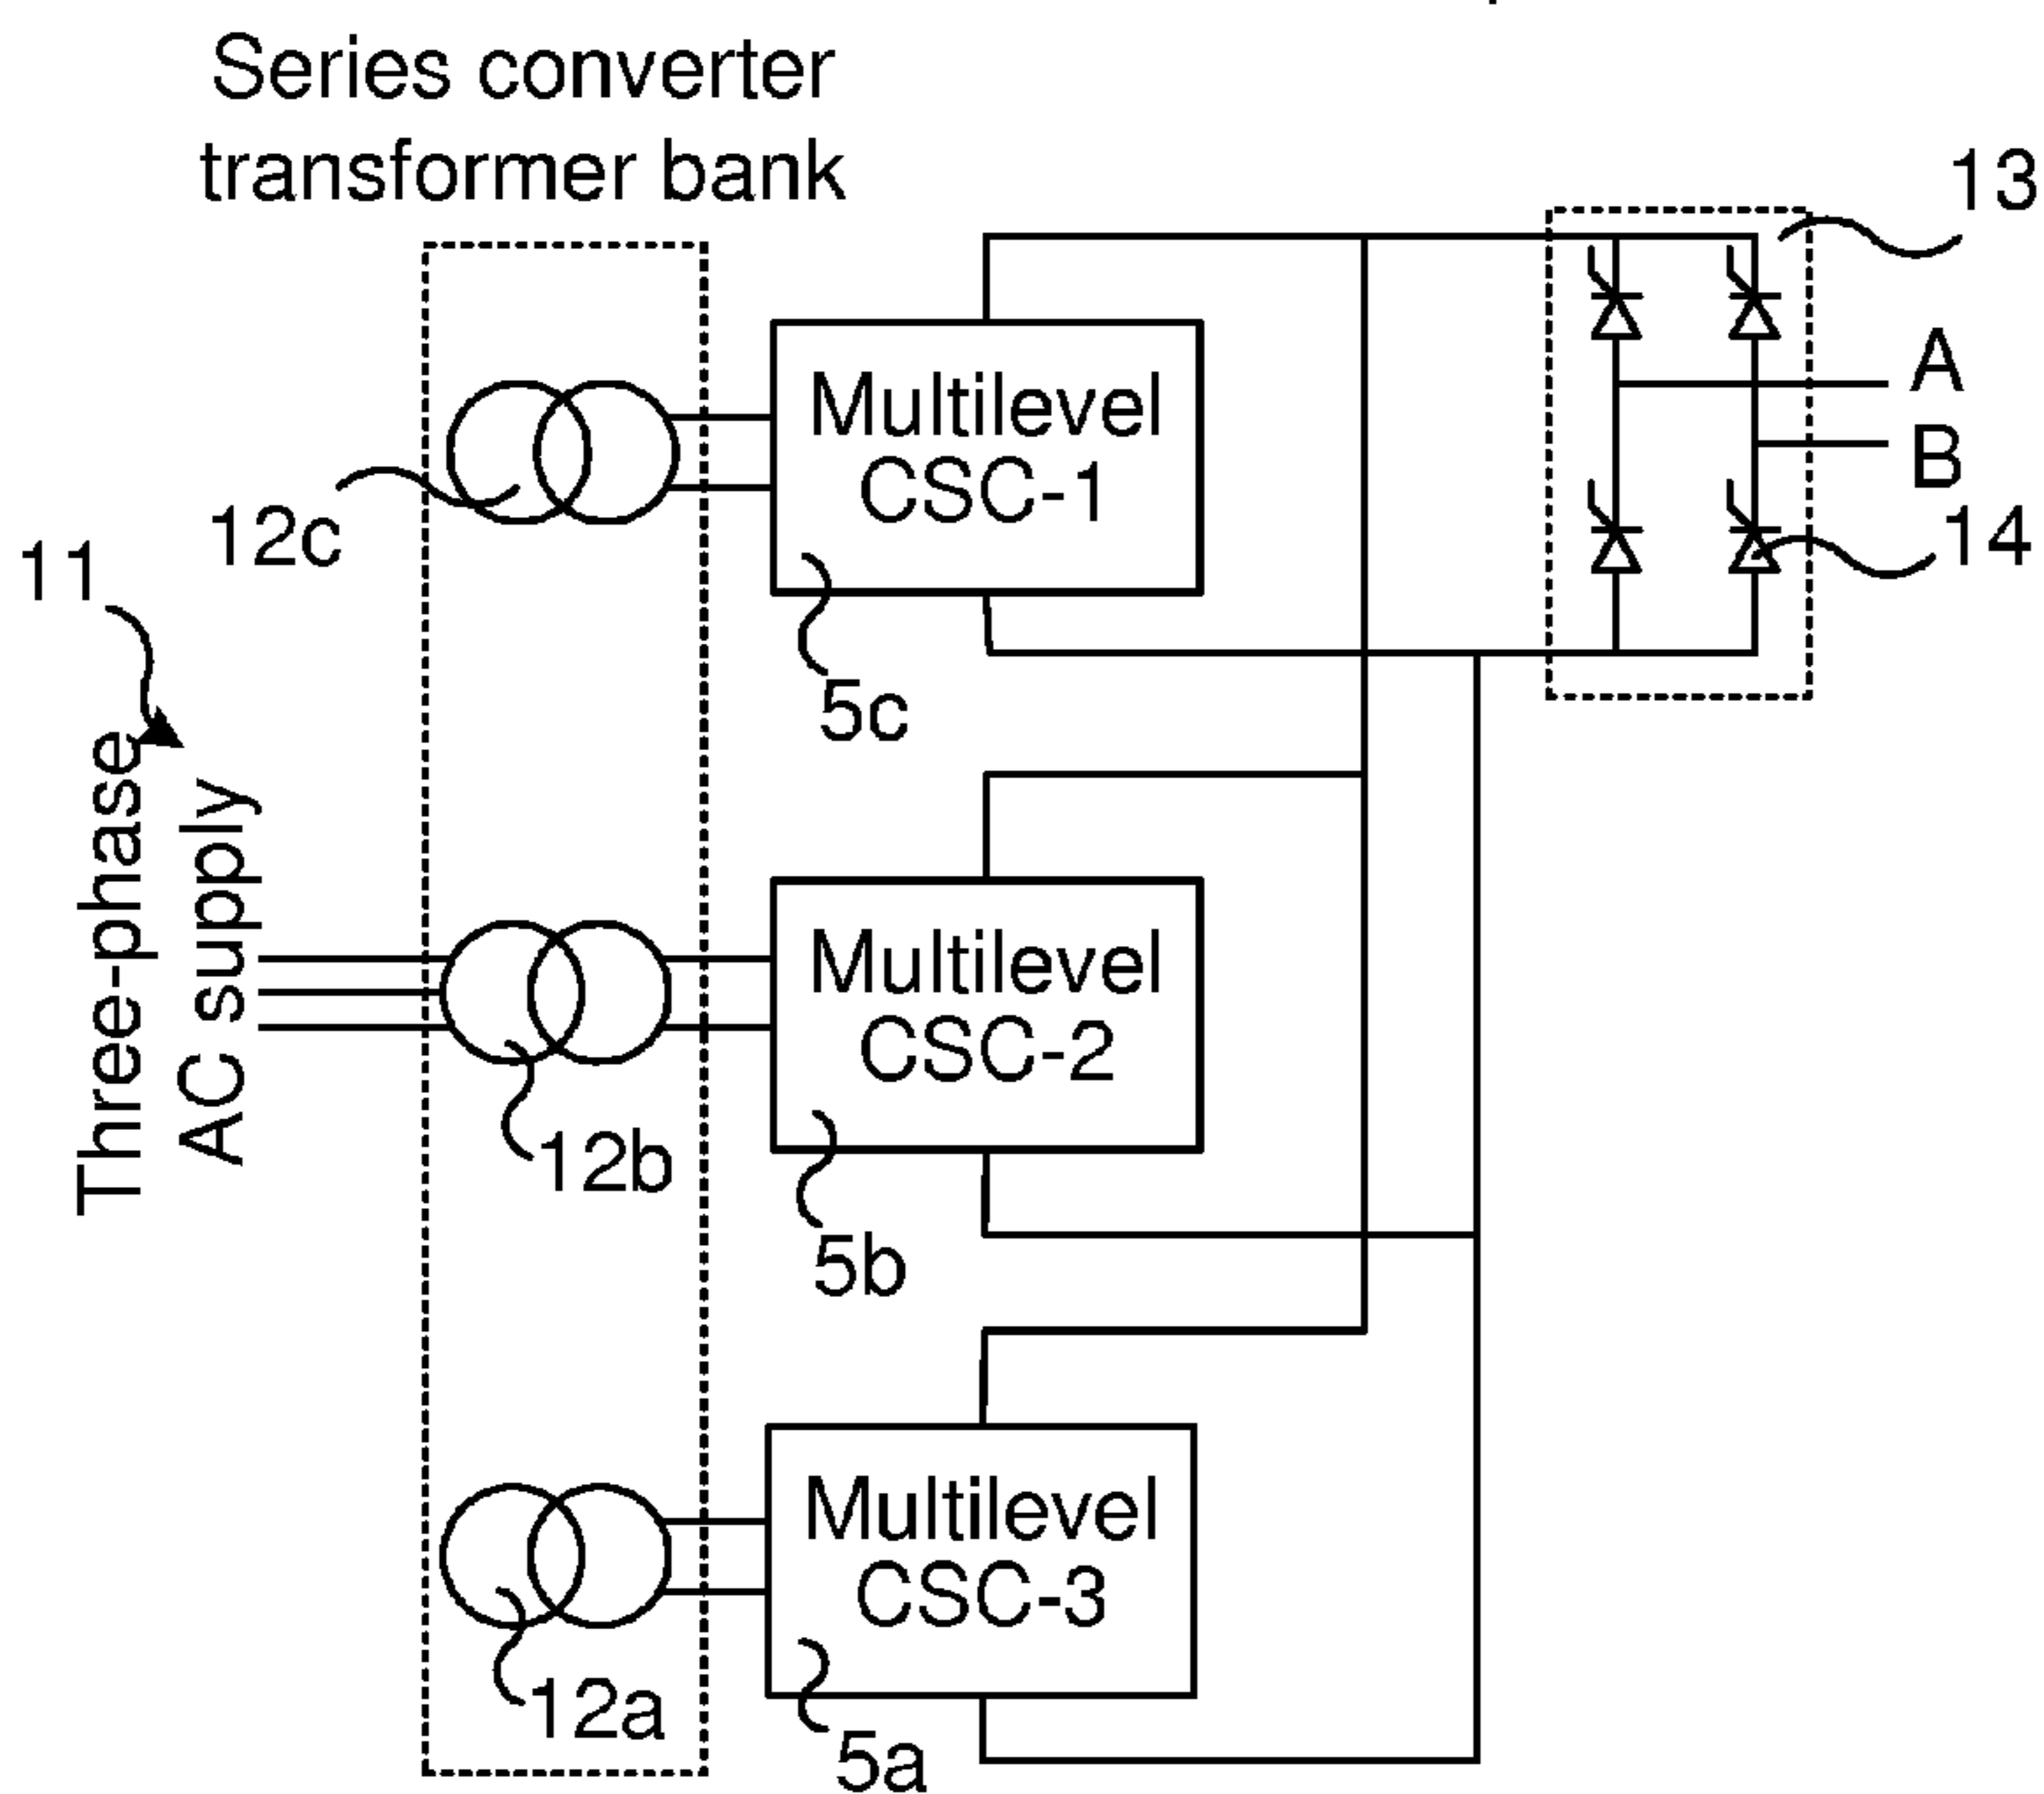 Series converter
transformer bank
13
A
B
14
Multilevel
CSC-1
12c
11
5c
Three-phase
AC supply
Multilevel
CSC-2
12b
5b
Multilevel
CSC-3
12a
5a